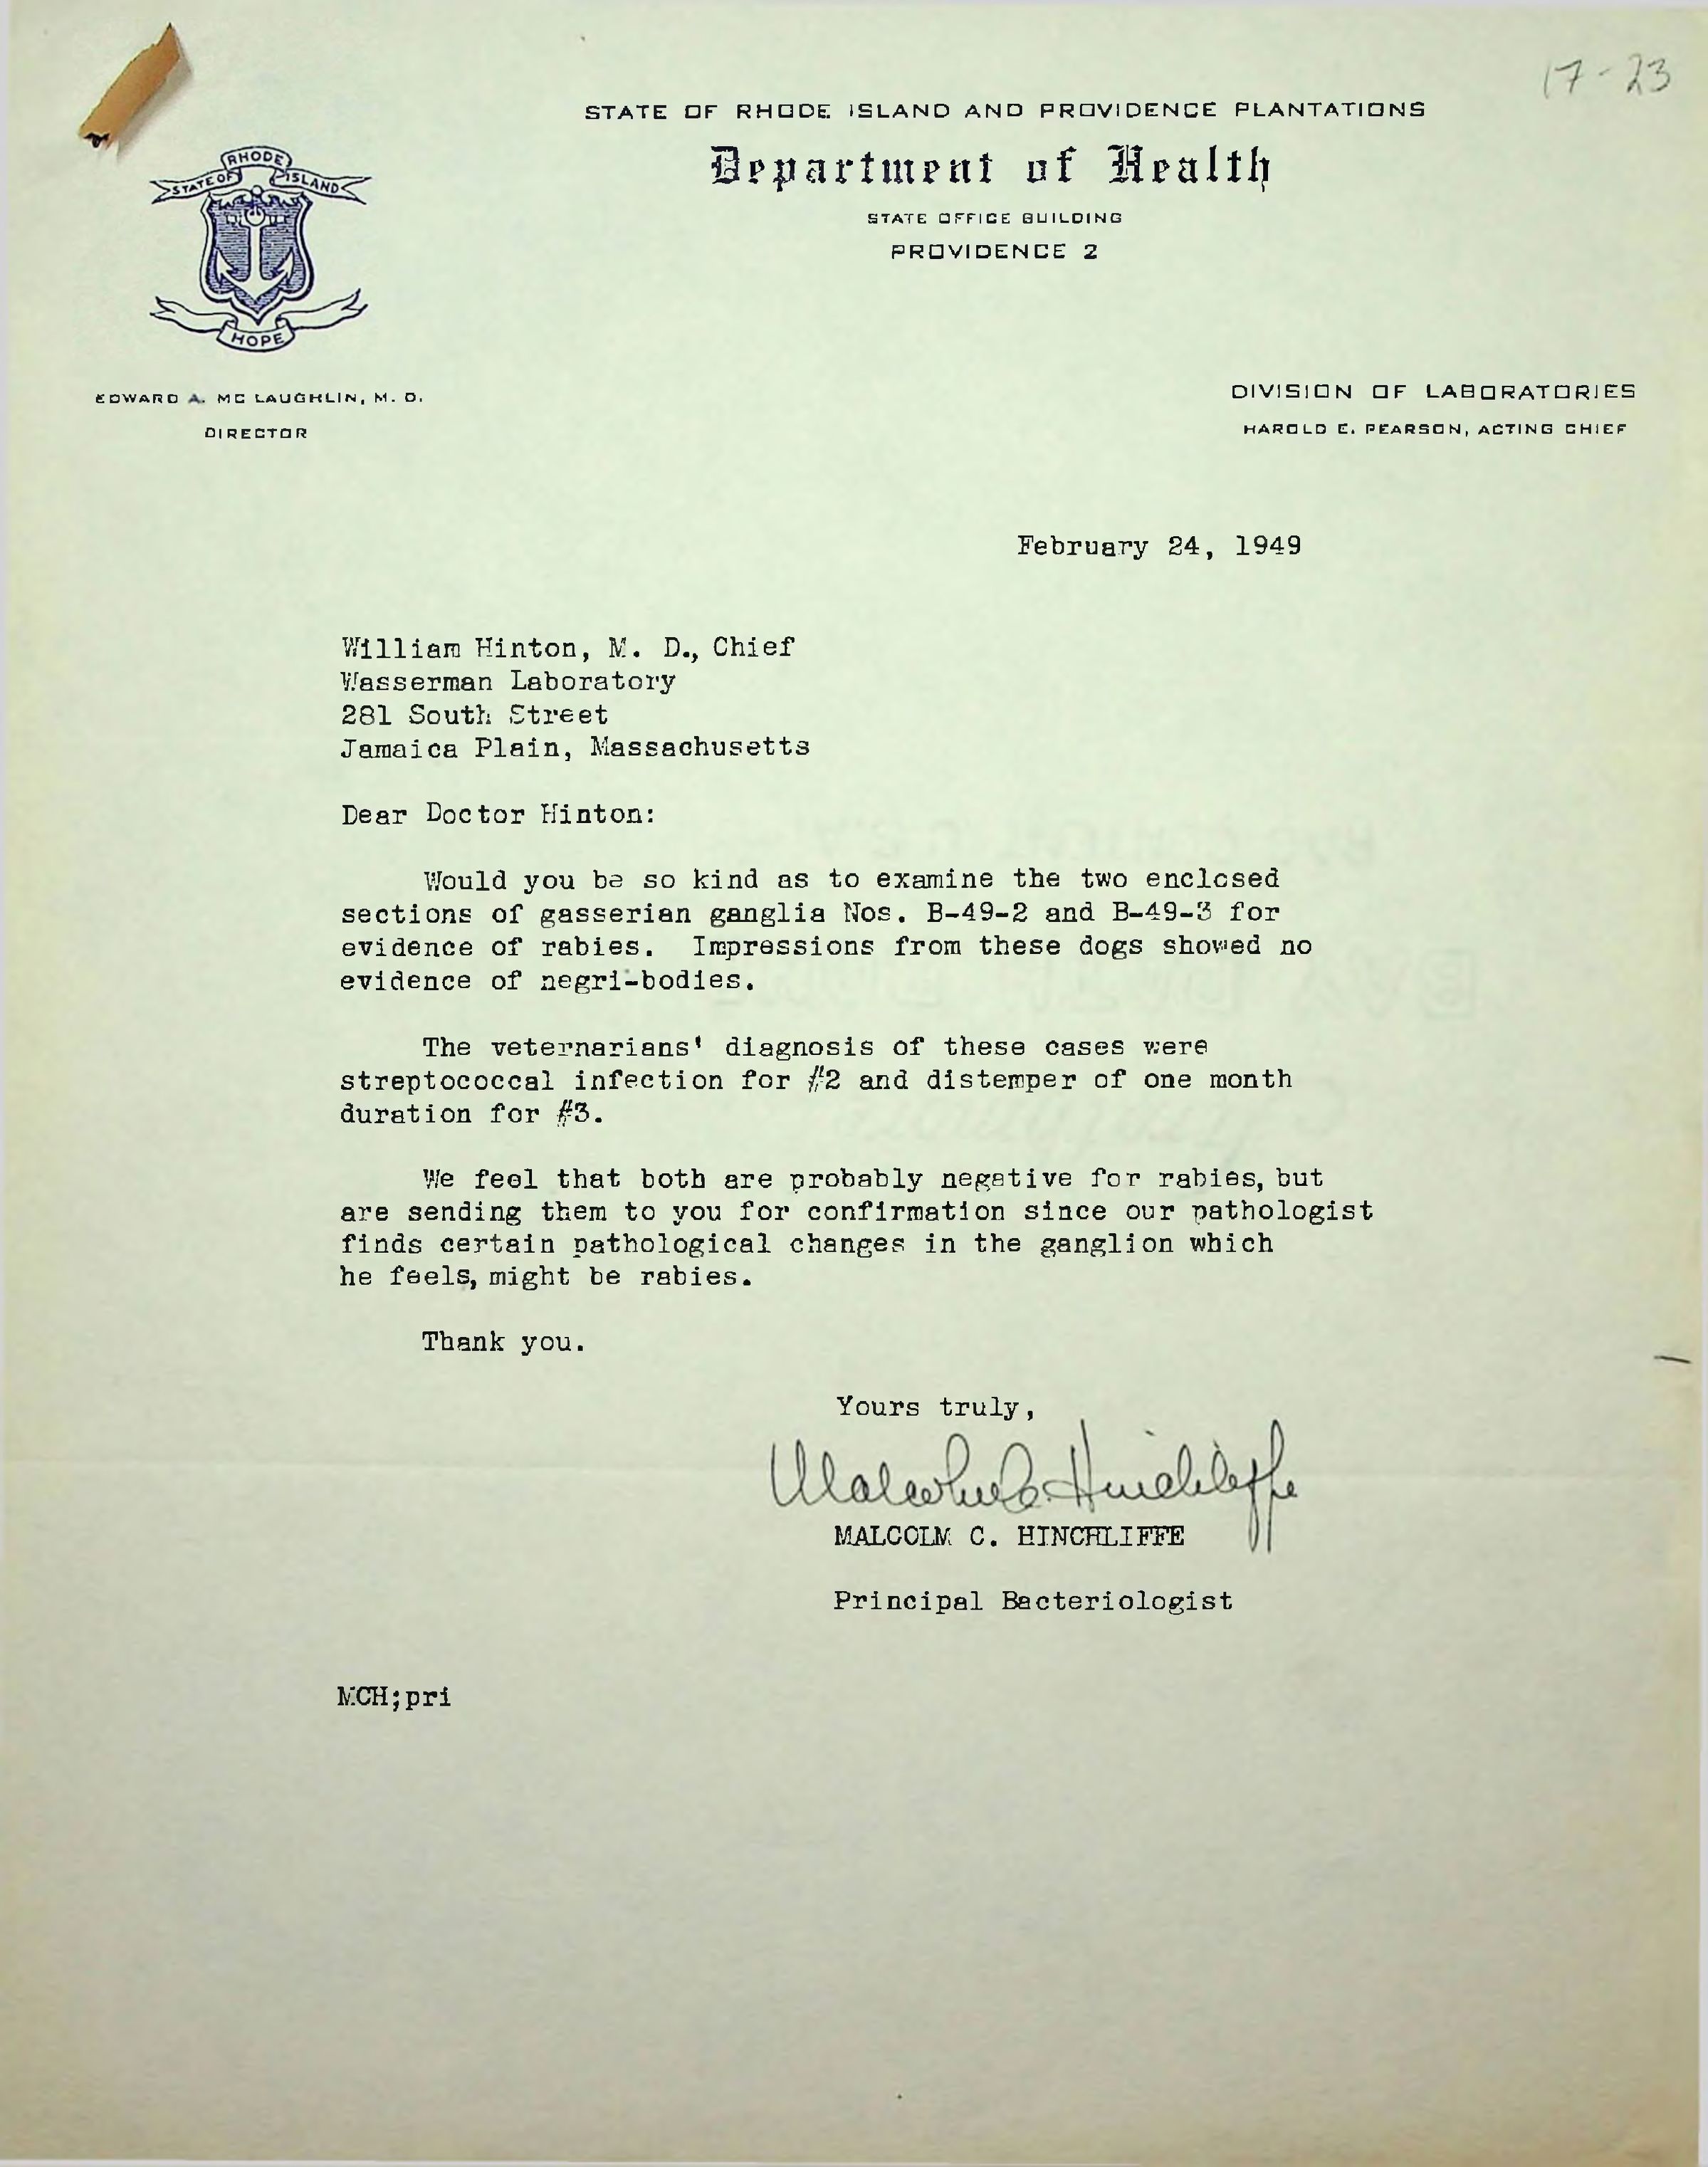 17-23
STATE OF RHODE ISLAND AND PROVIDENCE PLANTATIONS
Department of Health
STATE OFFICE BUILDING
PROVIDENCE 2
STATE OF RHODE ISLAND
HOPE
EDWARD A. MC LAUGHLIN, M. D.
DIRECTOR
DIVISION OF LABORATORIES
HAROLD E. PEARSON, ACTING CHIEF
February 24, 1949
William Hinton, M. D., Chief
Wasserman Laboratory
281 South Street
Jamaica Plain, Massachusetts
Dear Doctor Hinton:
Would you be so kind as to examine the two enclosed
sections of gasserian ganglia Nos. B-49-2 and B-49-3 for
evidence of rabies. Impressions from these dogs showed no
evidence of negri-bodies.
The veternarians' diagnosis of these cases were
streptococcal infection for #2 and distemper of one month
duration for #3.
We feel that both are probably negative for rabies, but
are sending them to you for confirmation since our pathologist
finds certain pathological changes in the ganglion which
he feels, might be rabies.
Thank you.
Yours truly,
Malcolm C. Hinchliffe
MALCOLM C. HINCHLIFFE
Principal Bacteriologist
MCH;pri